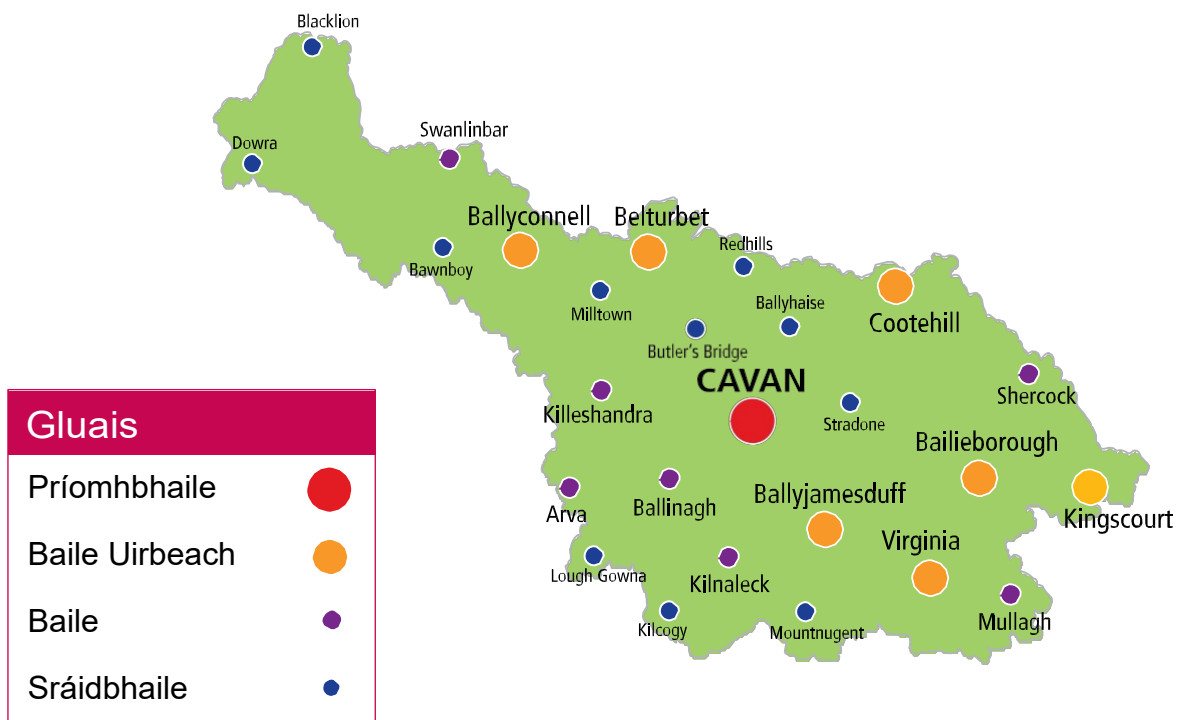 Blacklion
Dowra
Swanlinbar
Ballyconnell
Belturbet
Bawnboy
Redhills
Milltown
Ballyhaise
Cootehill
Butler's Bridge
CAVAN
Killeshandra
Stradone
Shercock
Bailieborough
Arva
Ballinagh
Ballyjamesduff
Kingscourt
Virginia
Lough Gowna
Kilnaleck
Kilcogy
Mountnugent
Mullagh
Gluais
Príomhbhaile
Baile Uirbeach
Baile
Sráidbhaile